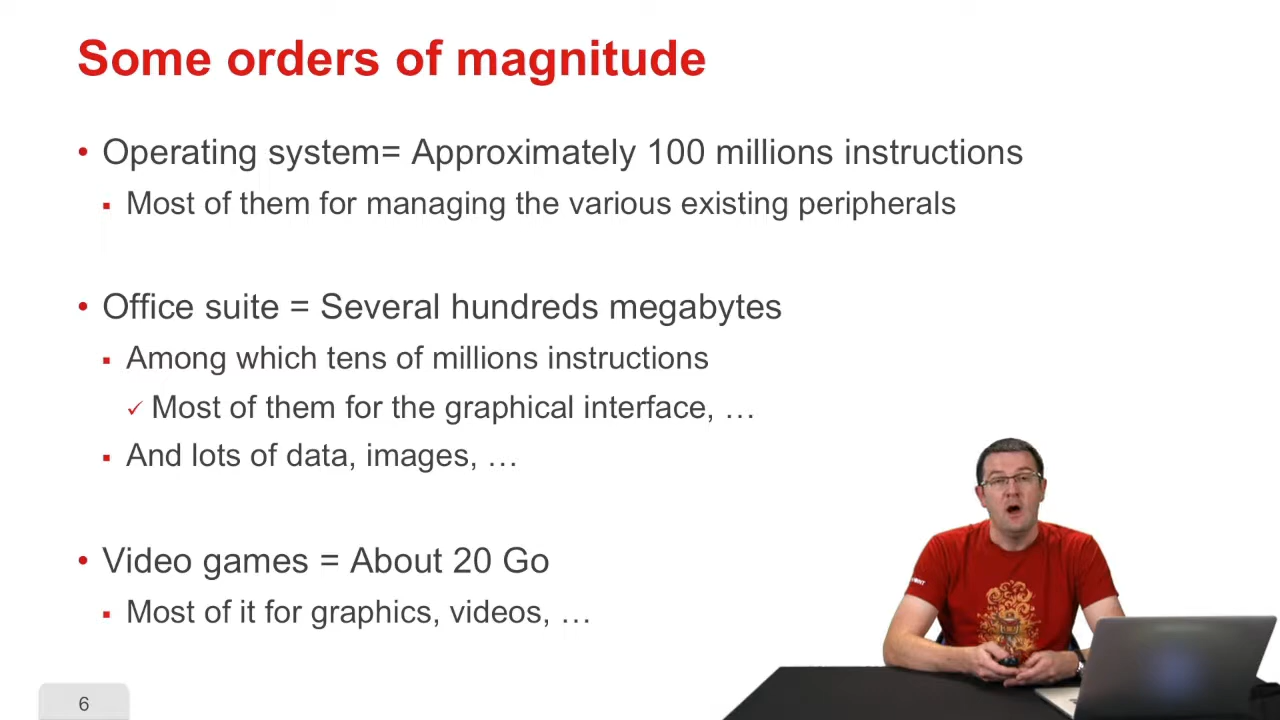 Some orders of magnitude
• Operating system= Approximately 100 millions instructions
▪ Most of them for managing the various existing peripherals
• Office suite = Several hundreds megabytes
▪ Among which tens of millions instructions
✓ Most of them for the graphical interface, …
▪ And lots of data, images, …
• Video games = About 20 Go
▪ Most of it for graphics, videos, …
6